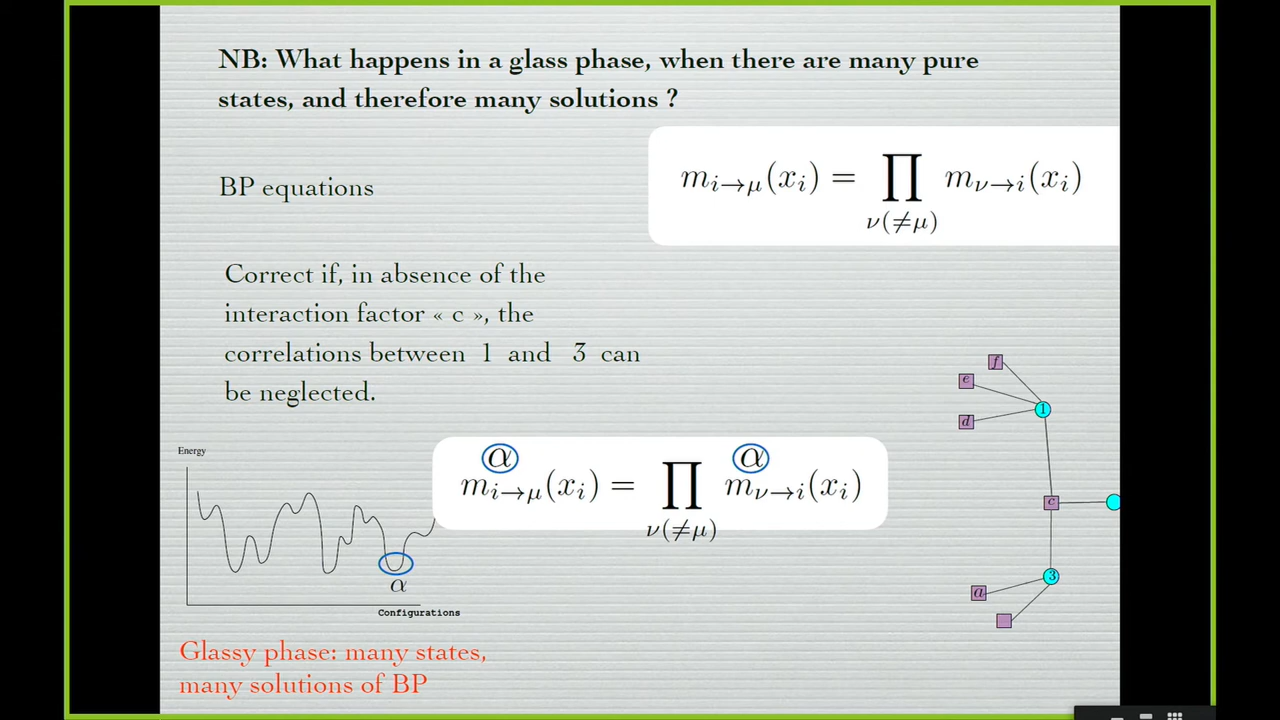 NB: What happens in a glass phase, when there are many pure
states, and therefore many solutions ?
m_{i→μ}(x_i) = ∏_{ν(≠μ)} m_{ν→i}(x_i)
BP equations
Correct if, in absence of the
interaction factor « c », the
correlations between 1 and 3 can
be neglected.
f
e
1
d
Energy
m^α_{i→μ}(x_i) = ∏_{ν(≠μ)} m^α_{ν→i}(x_i)
c
α
3
a
Configurations
Glassy phase: many states,
many solutions of BP